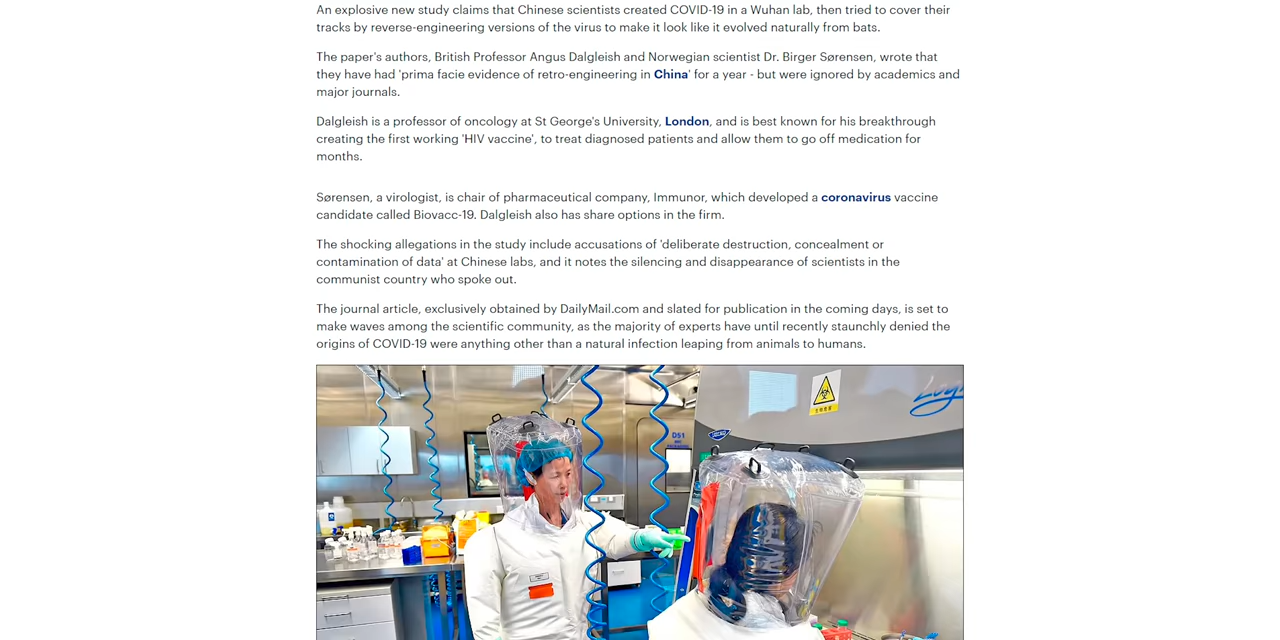 An explosive new study claims that Chinese scientists created COVID-19 in a Wuhan lab, then tried to cover their
tracks by reverse-engineering versions of the virus to make it look like it evolved naturally from bats.
The paper's authors, British Professor Angus Dalgleish and Norwegian scientist Dr. Birger Sørensen, wrote that
they have had 'prima facie evidence of retro-engineering in China' for a year - but were ignored by academics and
major journals.
Dalgleish is a professor of oncology at St George's University, London, and is best known for his breakthrough
creating the first working 'HIV vaccine', to treat diagnosed patients and allow them to go off medication for
months.
Sørensen, a virologist, is chair of pharmaceutical company, Immunor, which developed a coronavirus vaccine
candidate called Biovacc-19. Dalgleish also has share options in the firm.
The shocking allegations in the study include accusations of 'deliberate destruction, concealment or
contamination of data' at Chinese labs, and it notes the silencing and disappearance of scientists in the
communist country who spoke out.
The journal article, exclusively obtained by DailyMail.com and slated for publication in the coming days, is set to
make waves among the scientific community, as the majority of experts have until recently staunchly denied the
origins of COVID-19 were anything other than a natural infection leaping from animals to humans.
D51